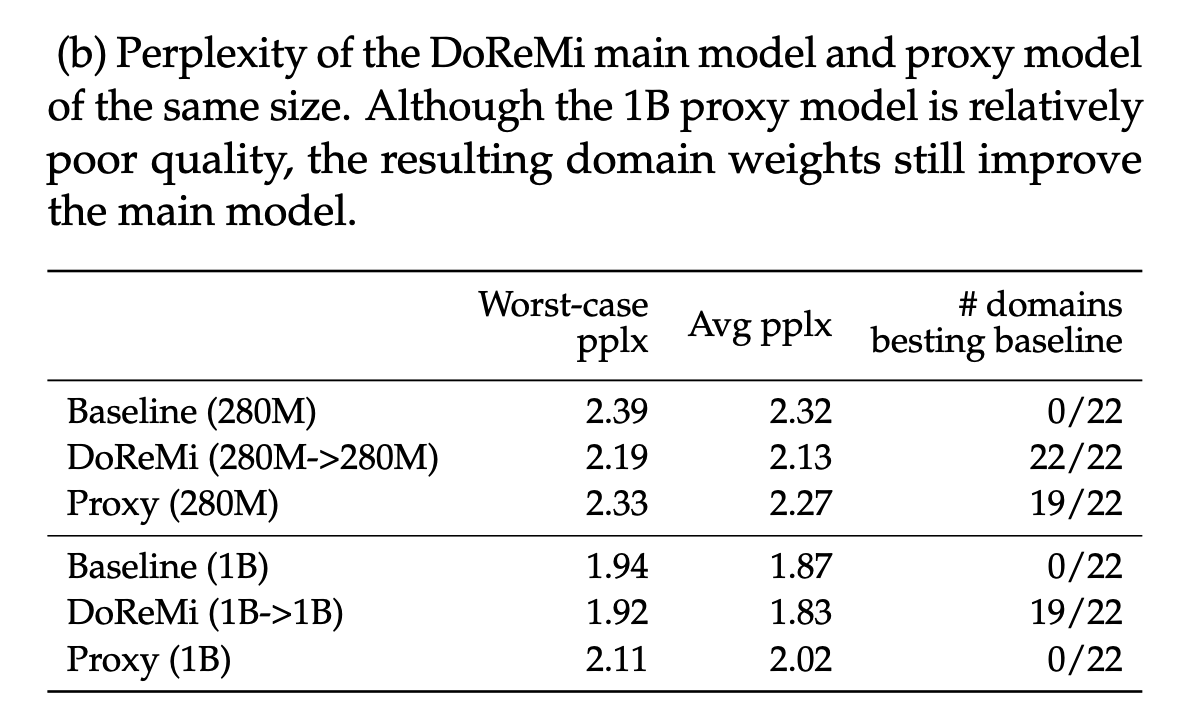 (b) Perplexity of the DoReMi main model and proxy model
of the same size. Although the 1B proxy model is relatively
poor quality, the resulting domain weights still improve
the main model.
Worst-case pplx Avg pplx # domains besting baseline
Baseline (280M) 2.39 2.32 0/22
DoReMi (280M->280M) 2.19 2.13 22/22
Proxy (280M) 2.33 2.27 19/22
Baseline (1B) 1.94 1.87 0/22
DoReMi (1B->1B) 1.92 1.83 19/22
Proxy (1B) 2.11 2.02 0/22